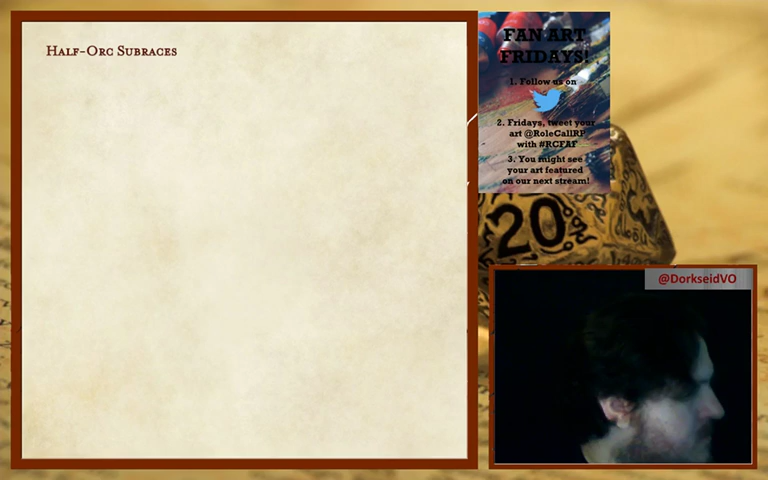 Half-Orc Subraces
FAN ART
FRIDAYS!
1. Follow us on
2. Fridays, tweet your
art @RoleCallRP
with #RCFAF
3. You might see
your art featured
on our next stream!
20
@DorkseidVO